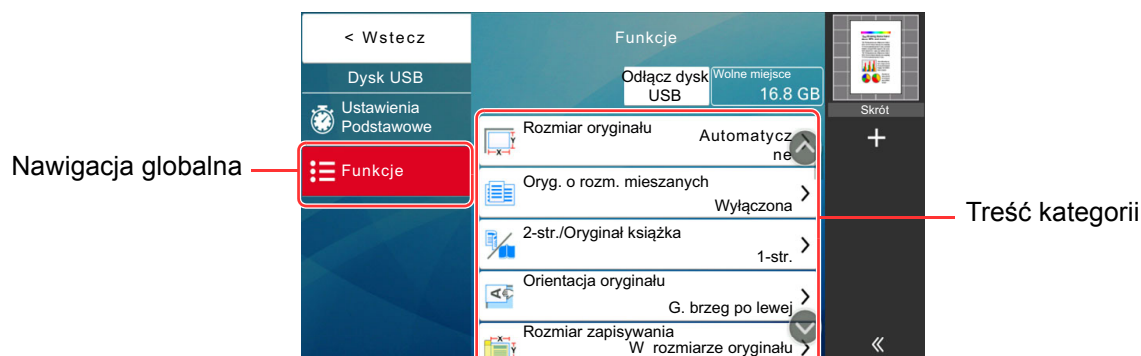 < Wstecz
Funkcje
Dysk USB
Odłącz dysk
USB
Wolne miejsce
16.8 GB
Skrót
Ustawienia
Podstawowe
Rozmiar oryginału
Automatycz
ne
Nawigacja globalna
Funkcje
Oryg. o rozm. mieszanych
Wyłączona
Treść kategorii
2-str./Oryginał książka
1-str.
Orientacja oryginału
G. brzeg po lewej
Rozmiar zapisywania
W rozmiarze oryginału